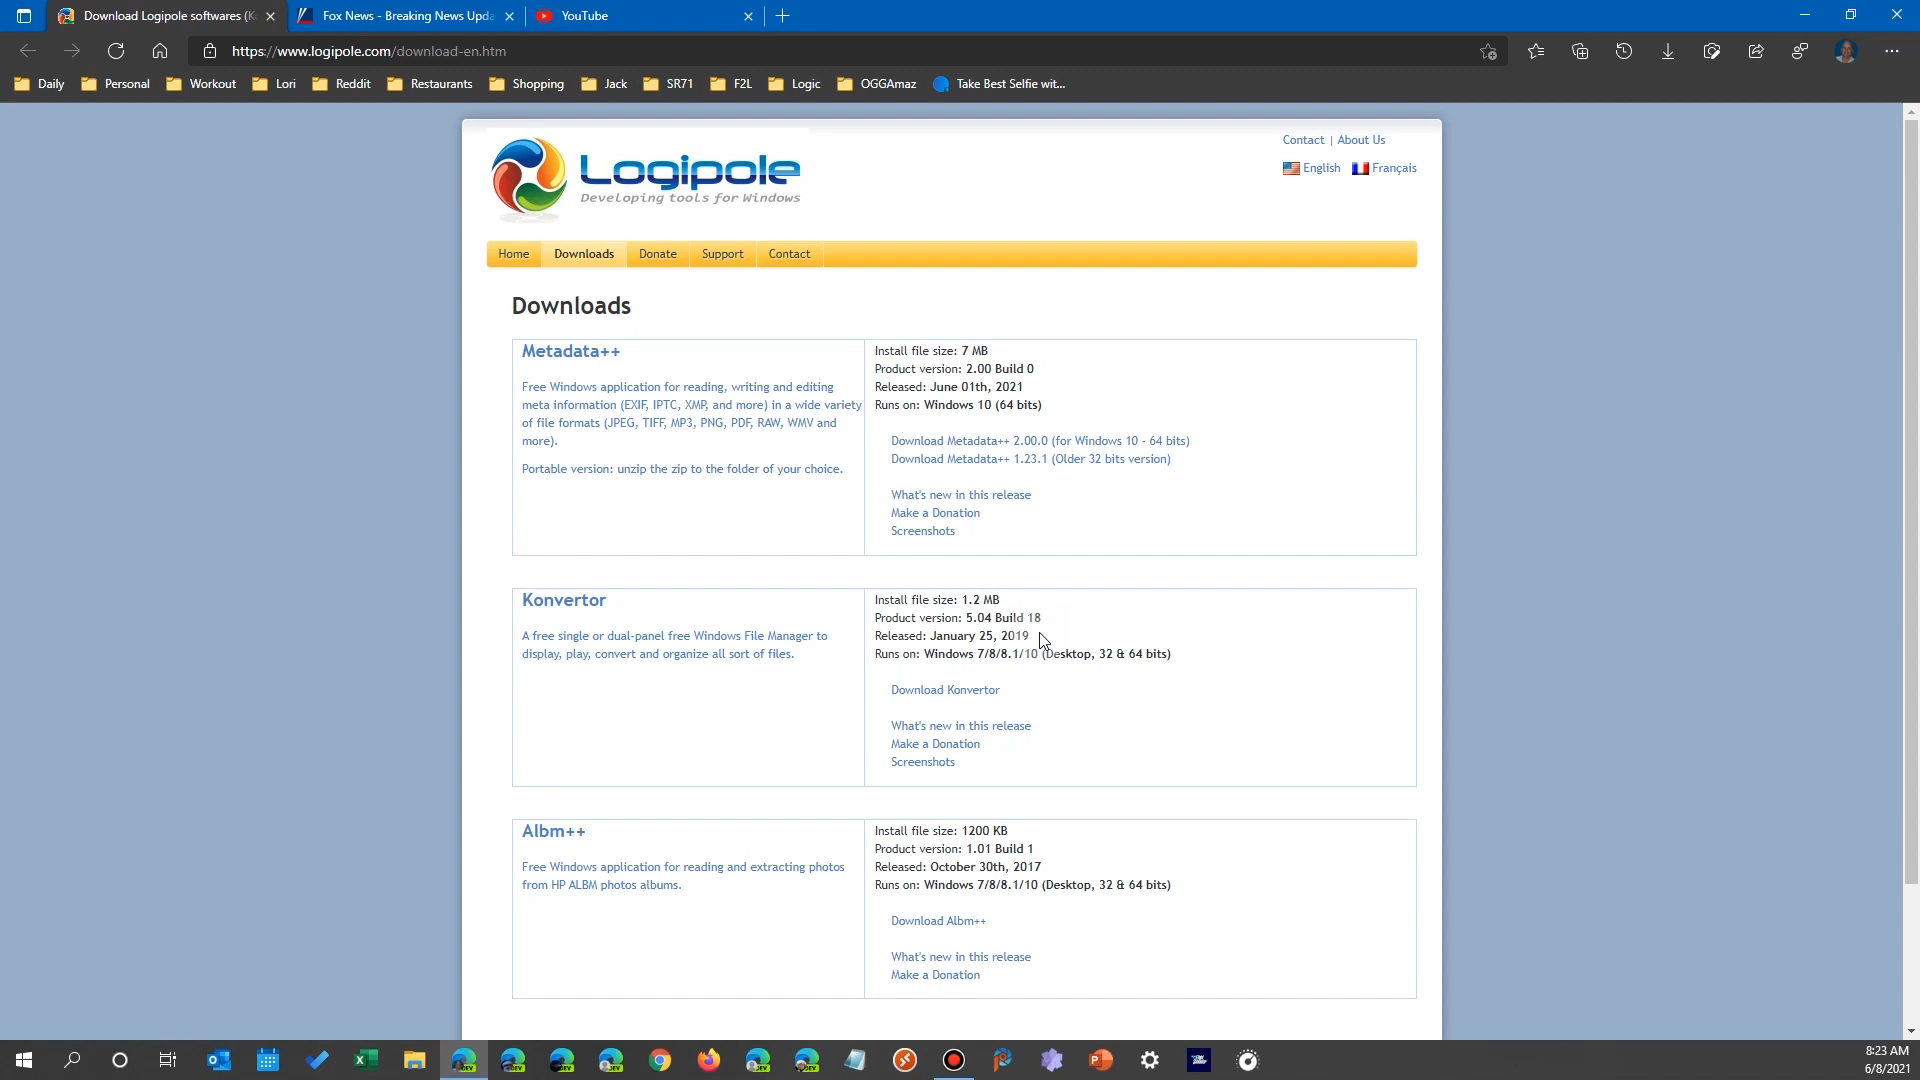 Download Logipole softwares (K
Fox News - Breaking News Upda
YouTube
https://www.logipole.com/download-en.htm
Daily
Personal
Workout
Lori
Reddit
Restaurants
Shopping
Jack
SR71
F2L
Logic
OGGAmaz
Take Best Selfie wit...
Logipole
Developing tools for Windows
Contact | About Us
English Français
Home Downloads Donate Support Contact
Downloads
Metadata++
Free Windows application for reading, writing and editing
meta information (EXIF, IPTC, XMP, and more) in a wide variety
of file formats (JPEG, TIFF, MP3, PNG, PDF, RAW, WMV and
more).
Portable version: unzip the zip to the folder of your choice.
Install file size: 7 MB
Product version: 2.00 Build 0
Released: June 01th, 2021
Runs on: Windows 10 (64 bits)
Download Metadata++ 2.00.0 (for Windows 10 - 64 bits)
Download Metadata++ 1.23.1 (Older 32 bits version)
What's new in this release
Make a Donation
Screenshots
Konvertor
A free single or dual-panel free Windows File Manager to
display, play, convert and organize all sort of files.
Install file size: 1.2 MB
Product version: 5.04 Build 18
Released: January 25, 2019
Runs on: Windows 7/8/8.1/10 (Desktop, 32 & 64 bits)
Download Konvertor
What's new in this release
Make a Donation
Screenshots
Albm++
Free Windows application for reading and extracting photos
from HP ALBM photos albums.
Install file size: 1200 KB
Product version: 1.01 Build 1
Released: October 30th, 2017
Runs on: Windows 7/8/8.1/10 (Desktop, 32 & 64 bits)
Download Albm++
What's new in this release
Make a Donation
8:23 AM
6/8/2021